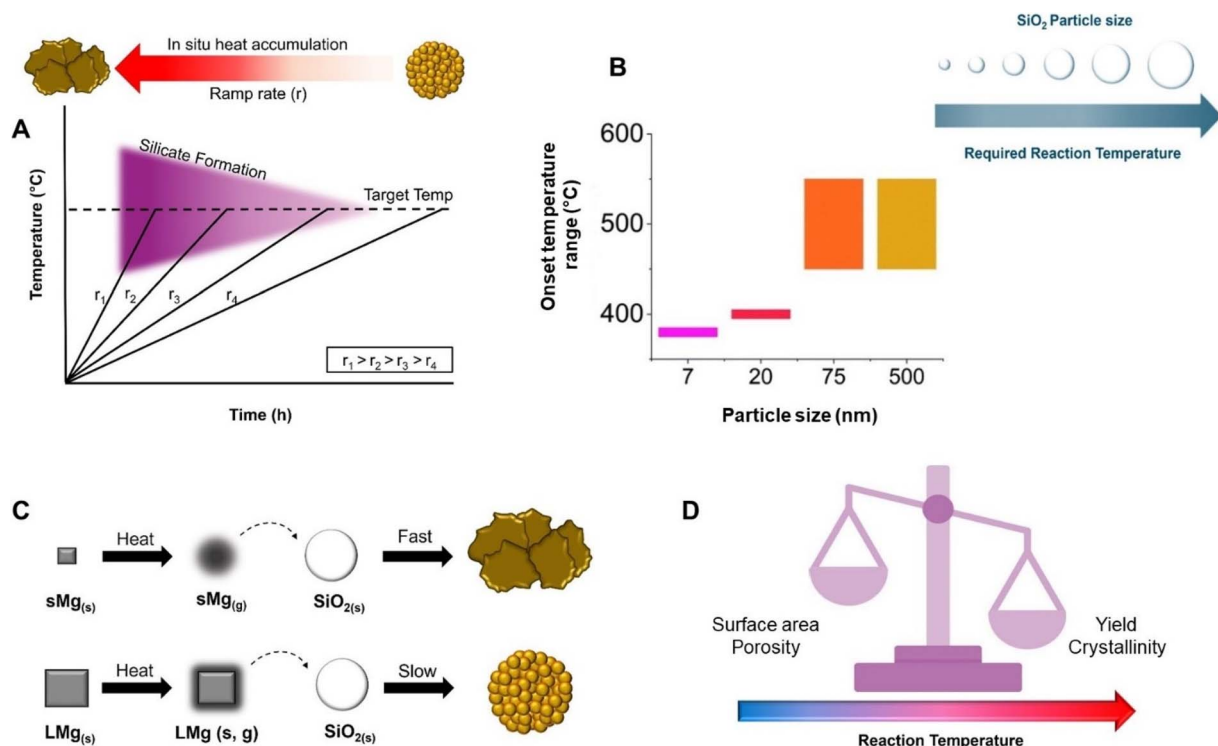 In situ heat accumulation
Ramp rate (r)
A
Temperature (°C)
Silicate Formation
Target Temp
r₁
r₂
r₃
r₄
r₁ > r₂ > r₃ > r₄
Time (h)
B
SiO₂ Particle size
Required Reaction Temperature
Onset temperature
range (°C)
600
500
400
7
20
75
500
Particle size (nm)
C
Heat
Fast
sMg(s)
sMg(g)
SiO₂(s)
Heat
Slow
LMg(s)
LMg (s, g)
SiO₂(s)
D
Surface area
Porosity
Yield
Crystallinity
Reaction Temperature